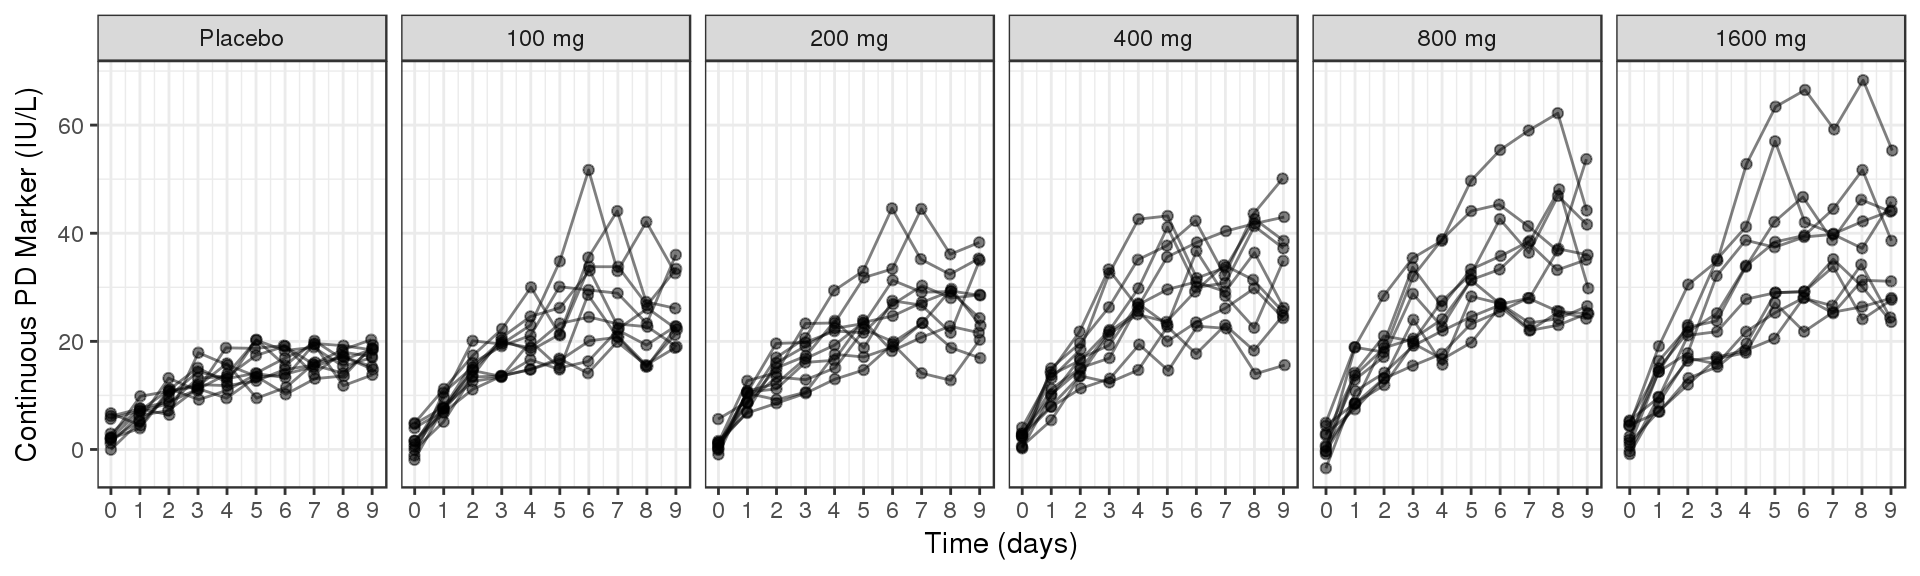 Placebo
100 mg
200 mg
400 mg
800 mg
1600 mg
Continuous PD Marker (IU/L)
60
40
20
0
0 1 2 3 4 5 6 7 8 9
0 1 2 3 4 5 6 7 8 9
0 1 2 3 4 5 6 7 8 9
0 1 2 3 4 5 6 7 8 9
0 1 2 3 4 5 6 7 8 9
0 1 2 3 4 5 6 7 8 9
Time (days)